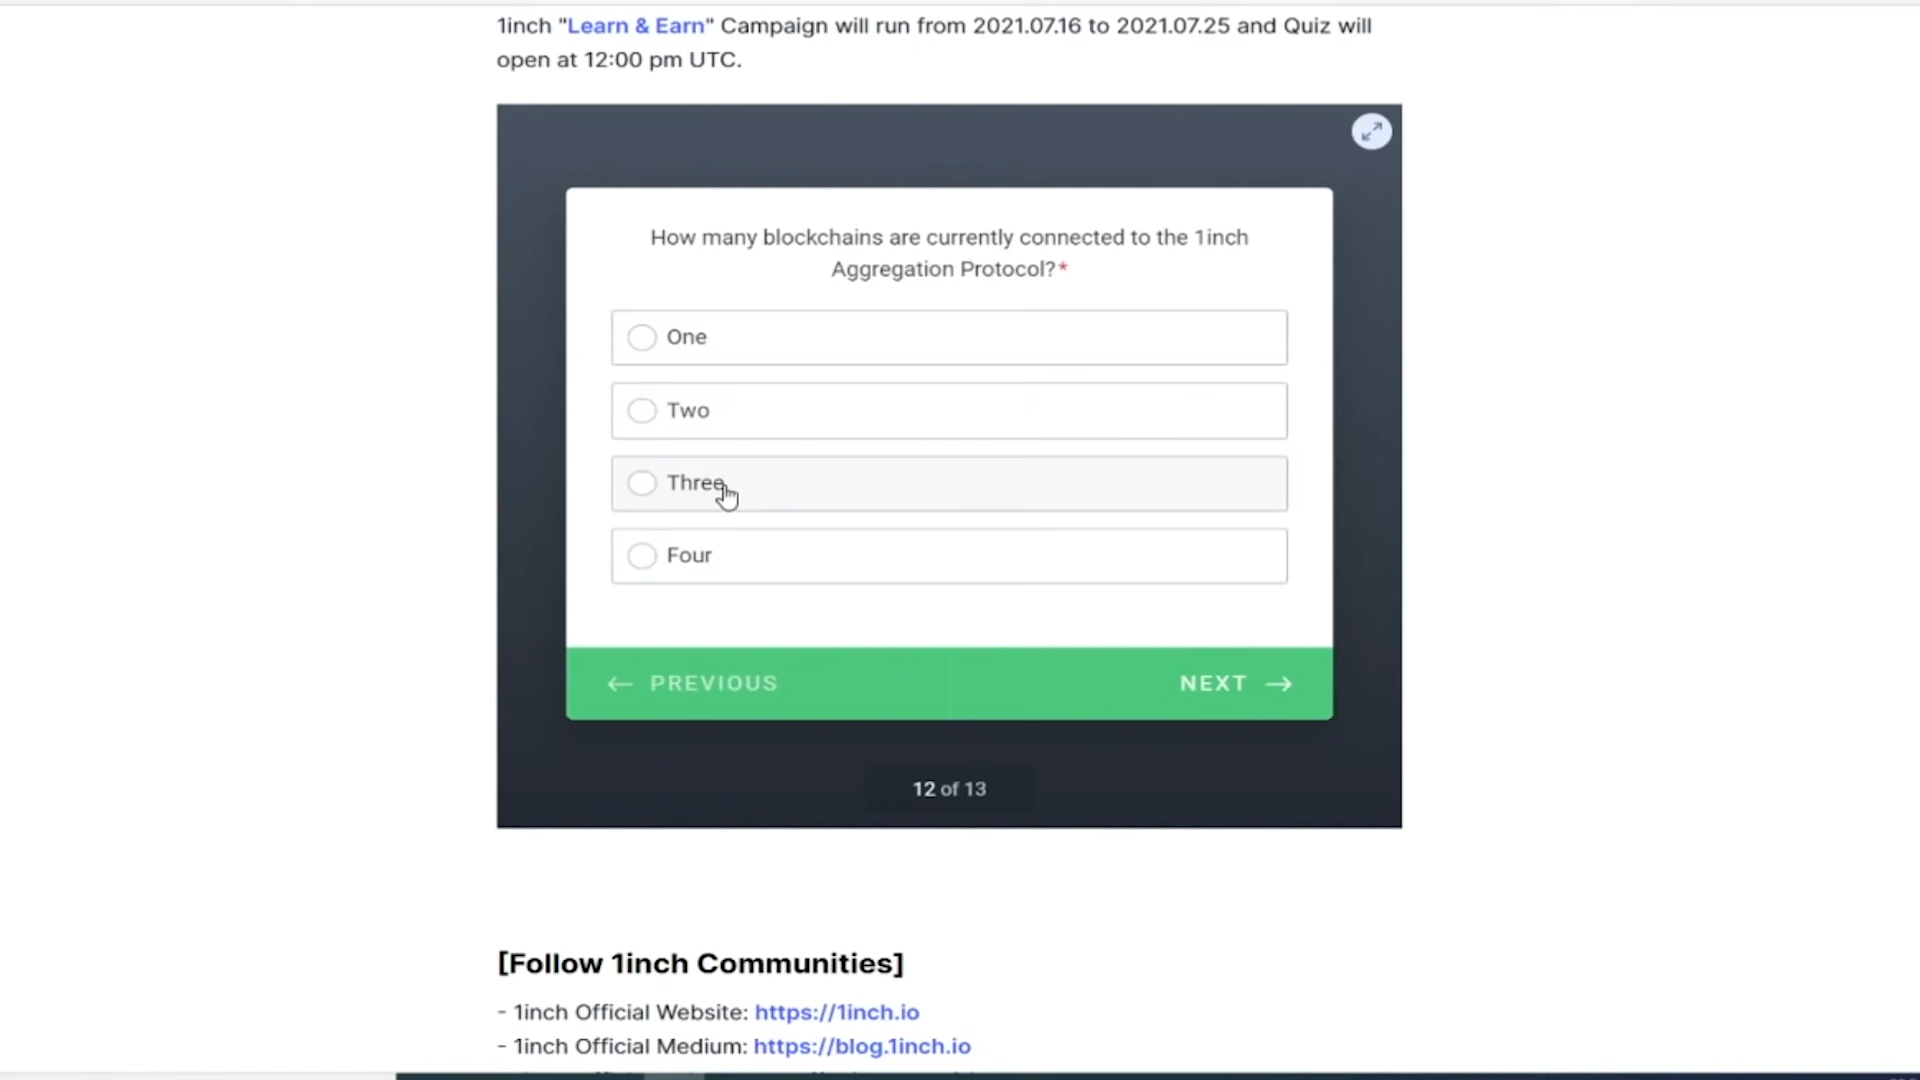 1inch "Learn & Earn" Campaign will run from 2021.07.16 to 2021.07.25 and Quiz will
open at 12:00 pm UTC.
How many blockchains are currently connected to the 1inch
Aggregation Protocol?*
One
Two
Three
Four
← PREVIOUS
NEXT →
12 of 13
[Follow 1inch Communities]
- 1inch Official Website: https://1inch.io
- 1inch Official Medium: https://blog.1inch.io